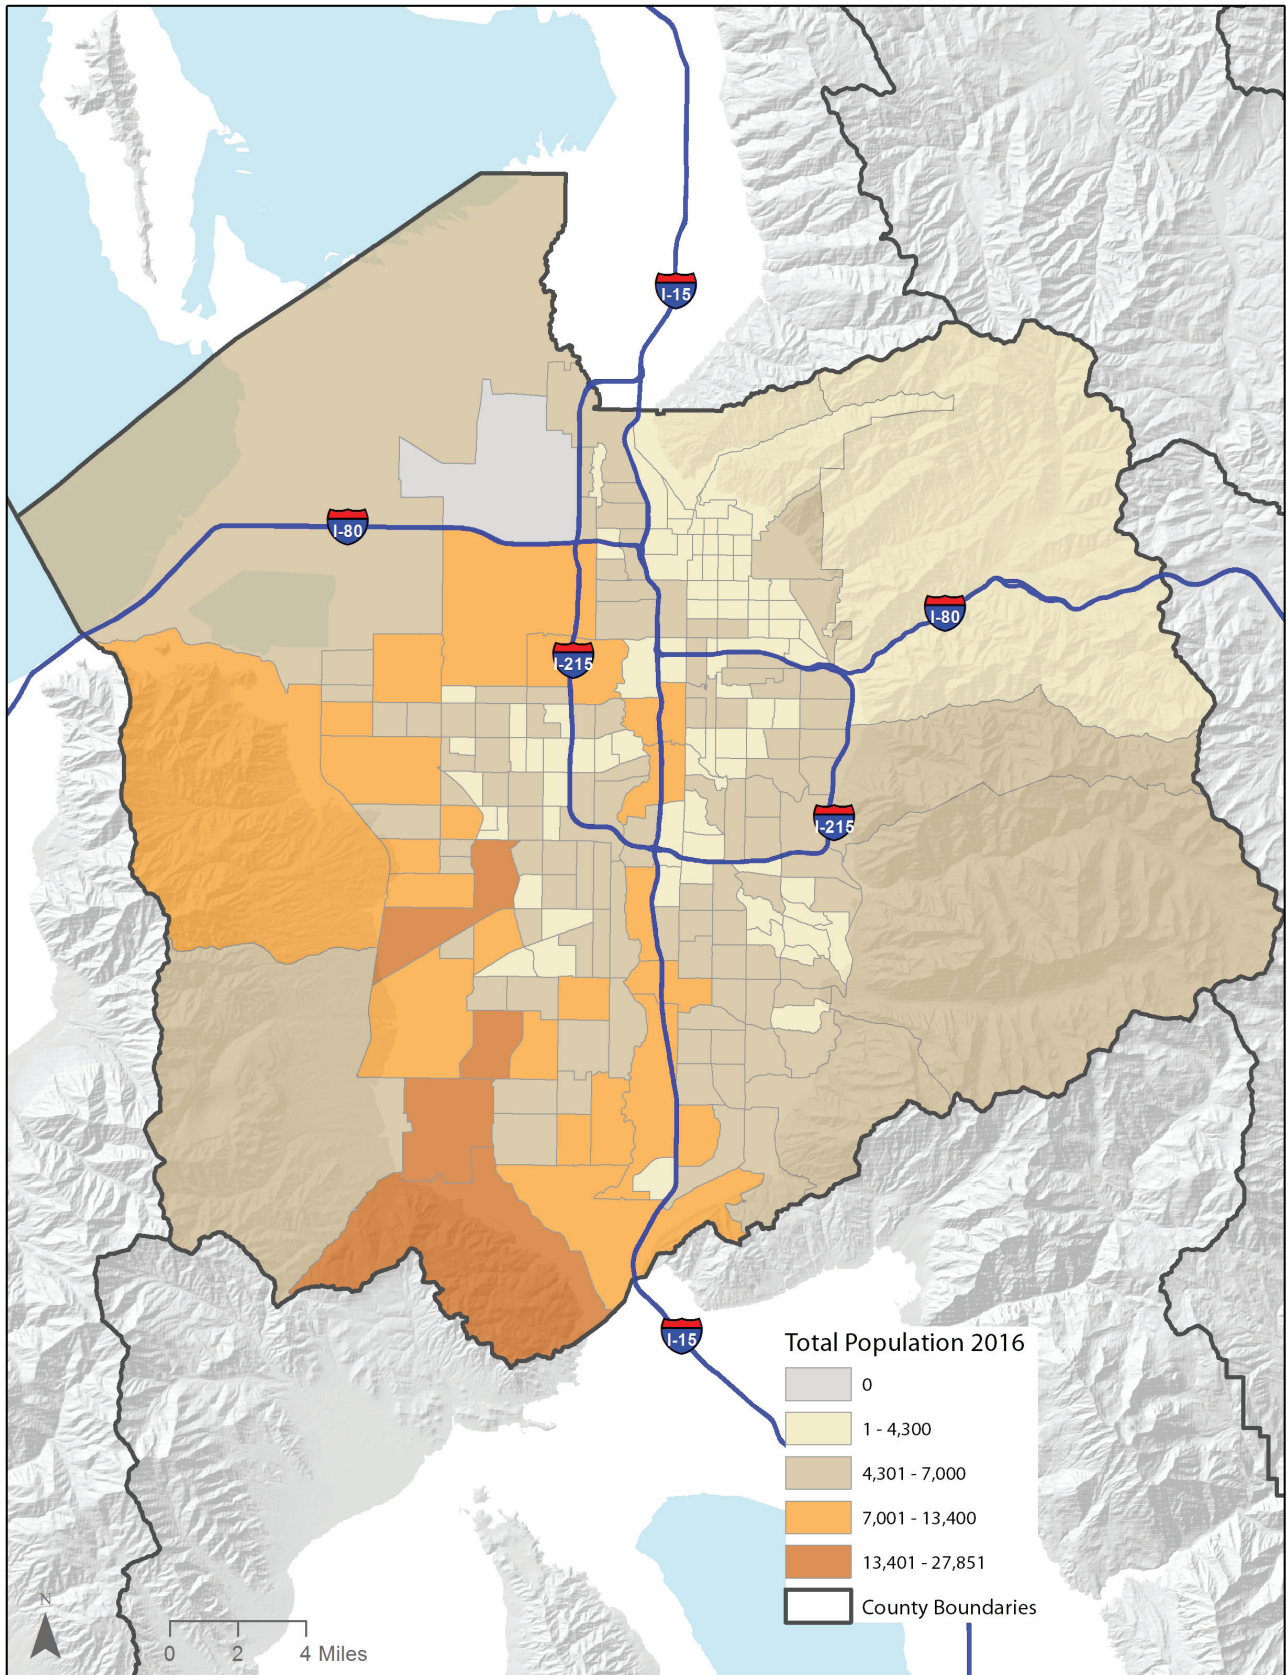 I-15
I-80
I-80
I-215
I-215
I-15
Total Population 2016
0
1 - 4,300
4,301 - 7,000
7,001 - 13,400
13,401 - 27,851
County Boundaries
N
0 2 4 Miles